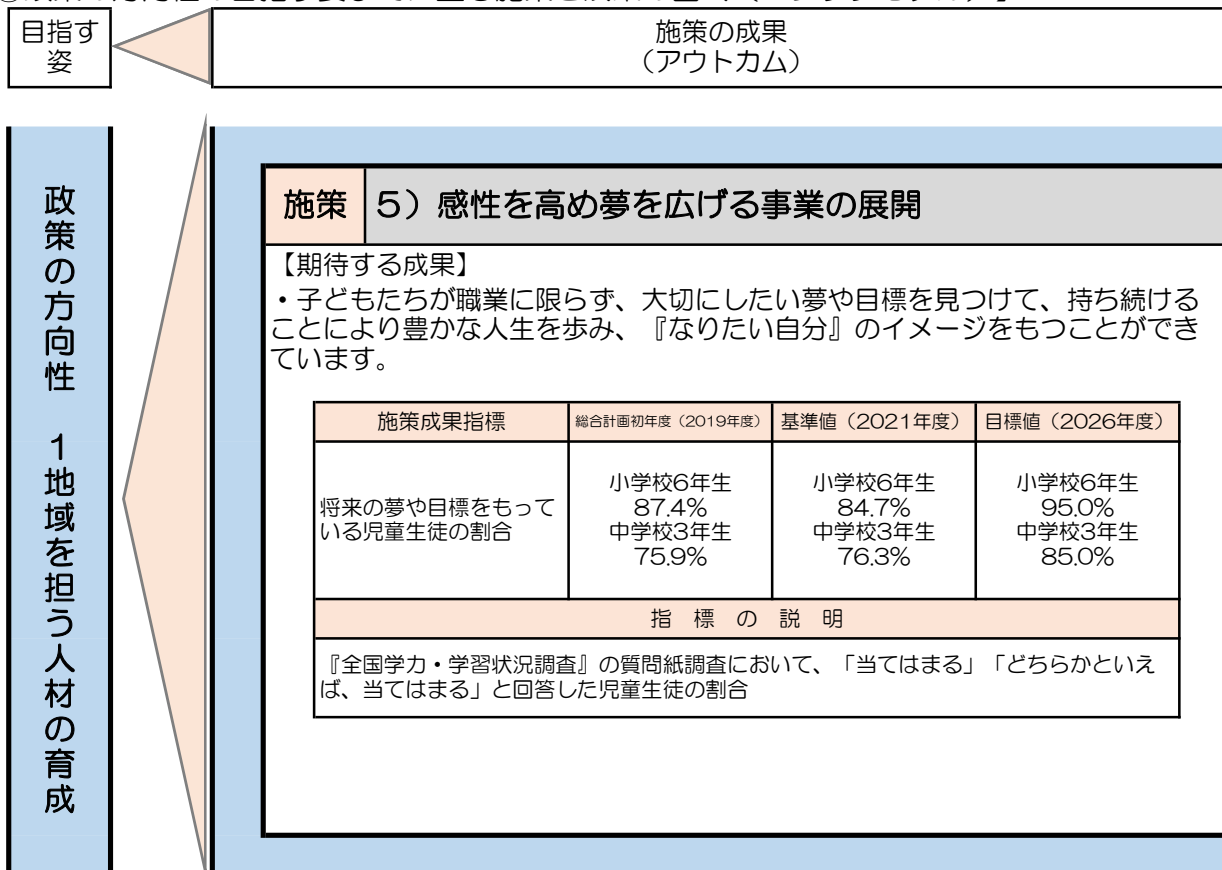 目指す
姿
施策の成果
（アウトカム）
政策の方向性　１地域を担う人材の育成
施策
５）感性を高め夢を広げる事業の展開
【期待する成果】
・子どもたちが職業に限らず、大切にしたい夢や目標を見つけて、持ち続ける
ことにより豊かな人生を歩み、『なりたい自分』のイメージをもつことができ
ています。
施策成果指標
総合計画初年度（2019年度）
基準値（2021年度）
目標値（2026年度）
将来の夢や目標をもって
いる児童生徒の割合
小学校6年生
87.4%
中学校3年生
75.9%
小学校6年生
84.7%
中学校3年生
76.3%
小学校6年生
95.0%
中学校3年生
85.0%
指　標　の　説　明
『全国学力・学習状況調査』の質問紙調査において、「当てはまる」「どちらかといえ
ば、当てはまる」と回答した児童生徒の割合